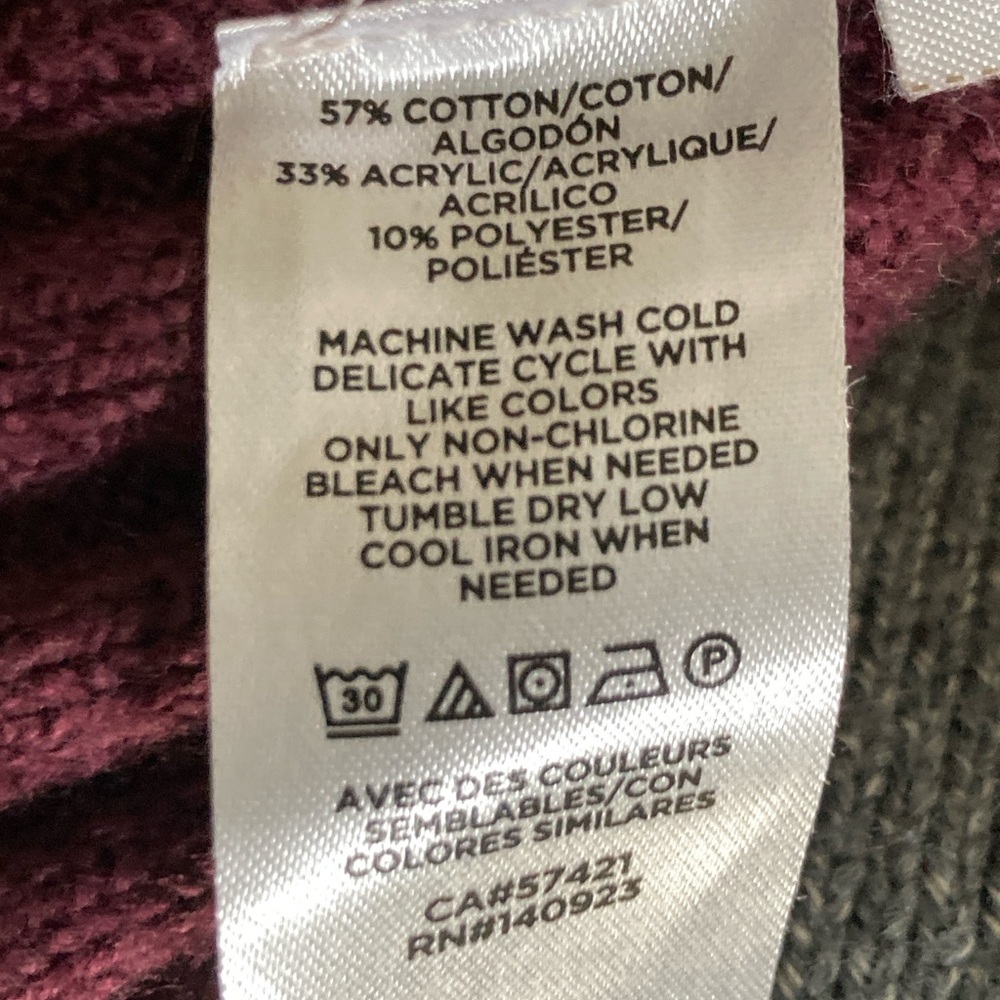 57% COTTON/COTON/
ALGODÓN
33% ACRYLIC/ACRYLIQUE/
ACRÍLICO
10% POLYESTER/
POLIÉSTER
MACHINE WASH COLD
DELICATE CYCLE WITH
LIKE COLORS
ONLY NON-CHLORINE
BLEACH WHEN NEEDED
TUMBLE DRY LOW
COOL IRON WHEN
NEEDED
30 P
AVEC DES COULEURS
SEMBLABLES/CON
COLORES SIMILARES
CA#57421
RN#140923